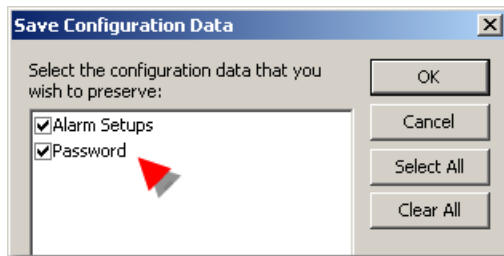 Save Configuration Data
Select the configuration data that you
wish to preserve:
Alarm Setups
Password
OK
Cancel
Select All
Clear All